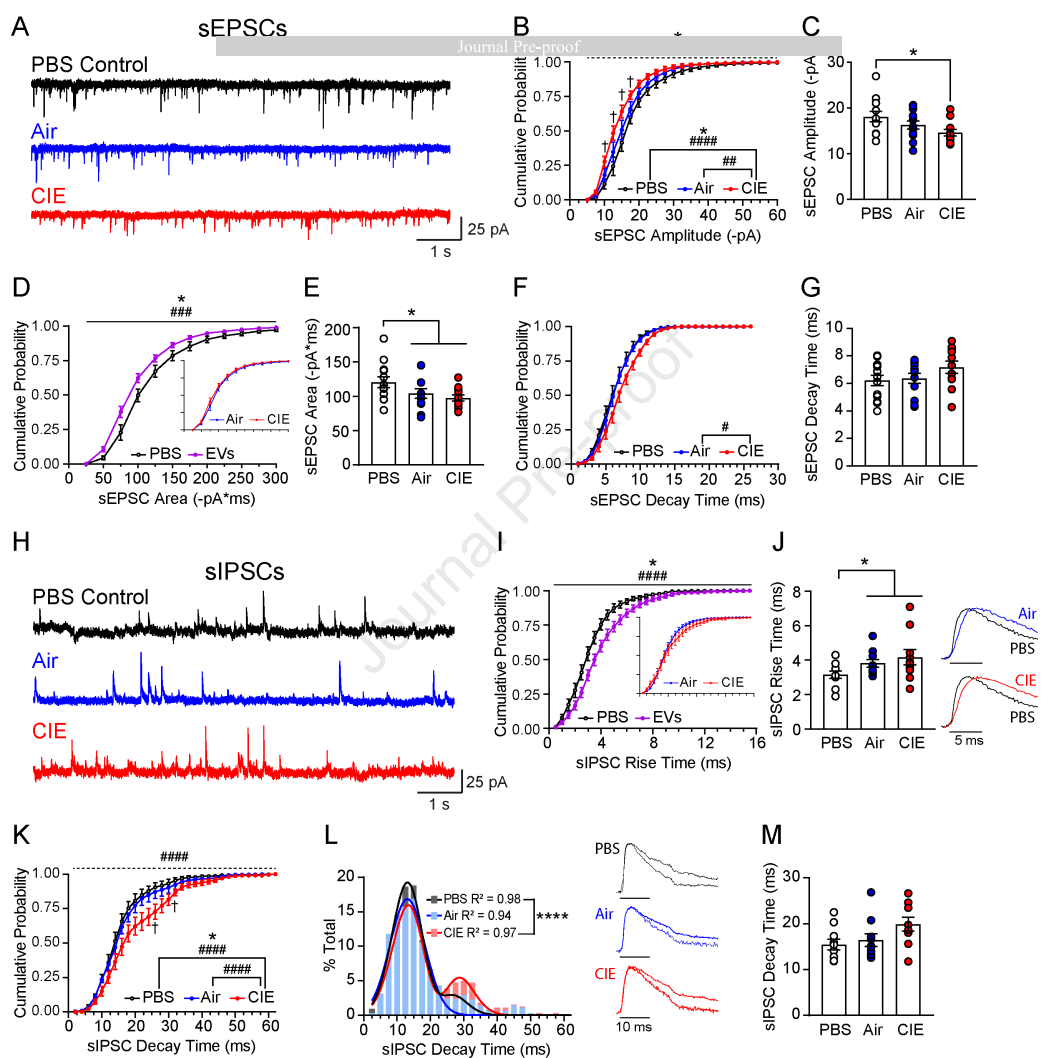 A
sEPSCs
Journal Pre-proof
PBS Control
Air
CIE
25 pA
1 s
B
*
Cumulative Probability
1.00
0.75
0.50
0.25
0.00
† † † †
*
####
##
PBS Air CIE
0 10 20 30 40 50 60
sEPSC Amplitude (-pA)
C
*
sEPSC Amplitude (-pA
30
20
10
0
PBS Air CIE
D
*
###
Cumulative Probability
1.00
0.75
0.50
0.25
0.00
Air CIE
PBS EVs
50 100 150 200 250 300
sEPSC Area (-pA*ms)
E
*
sEPSC Area (-pA*ms)
200
150
100
50
0
PBS Air CIE
F
Cumulative Probability
1.00
0.75
0.50
0.25
0.00
#
PBS Air CIE
0 5 10 15 20 25 30
sEPSC Decay Time (ms)
G
sEPSC Decay Time (ms)
10
8
6
4
2
0
PBS Air CIE
Journal Pre-proof
H
sIPSCs
PBS Control
Air
CIE
25 pA
1 s
I
*
####
Cumulative Probability
1.00
0.75
0.50
0.25
0.00
Air CIE
PBS EVs
0 4 8 12 16
sIPSC Rise Time (ms)
J
*
sIPSC Rise Time (ms)
8
6
4
2
0
PBS Air CIE
Air
PBS
CIE
PBS
5 ms
K
####
Cumulative Probability
1.00
0.75
0.50
0.25
0.00
†
†
*
####
####
PBS Air CIE
0 10 20 30 40 50 60
sIPSC Decay Time (ms)
L
% Total
20
15
10
5
0
PBS R² = 0.98
Air R² = 0.94
CIE R² = 0.97
****
0 10 20 30 40 50 60
sIPSC Decay Time (ms)
PBS
Air
CIE
10 ms
M
sIPSC Decay Time (ms)
30
20
10
0
PBS Air CIE